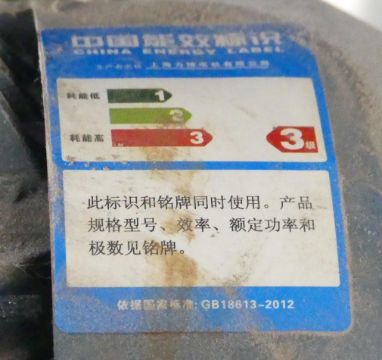 中国能效标识
CHINA ENERGY LABEL
耗能低
1
2
耗能高
3
3级
此标识和铭牌同时使用。产品
规格型号、效率、额定功率和
极数见铭牌。
依据国家标准:GB18613-2012